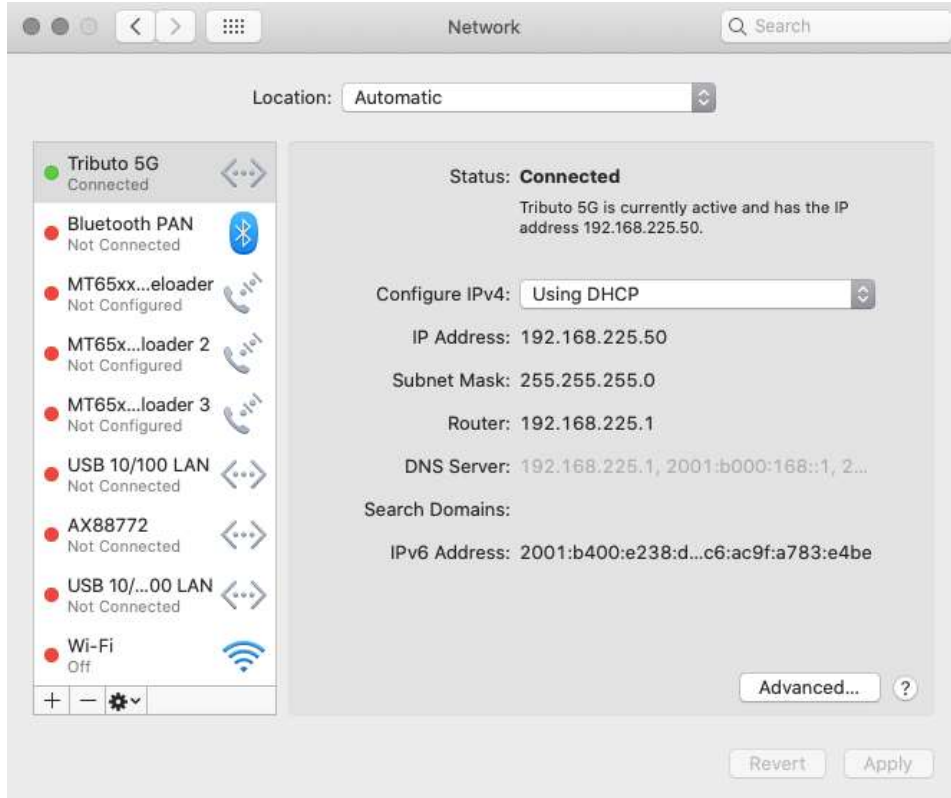 Network
Search
Location: Automatic
Tributo 5G
Connected
Bluetooth PAN
Not Connected
MT65xx...eloader
Not Configured
MT65x...loader 2
Not Configured
MT65x...loader 3
Not Configured
USB 10/100 LAN
Not Connected
AX88772
Not Connected
USB 10/...00 LAN
Not Connected
Wi-Fi
Off
Status: Connected
Tributo 5G is currently active and has the IP
address 192.168.225.50.
Configure IPv4: Using DHCP
IP Address: 192.168.225.50
Subnet Mask: 255.255.255.0
Router: 192.168.225.1
DNS Server: 192.168.225.1, 2001:b000:168::1, 2...
Search Domains:
IPv6 Address: 2001:b400:e238:d...c6:ac9f:a783:e4be
Advanced... ?
Revert Apply